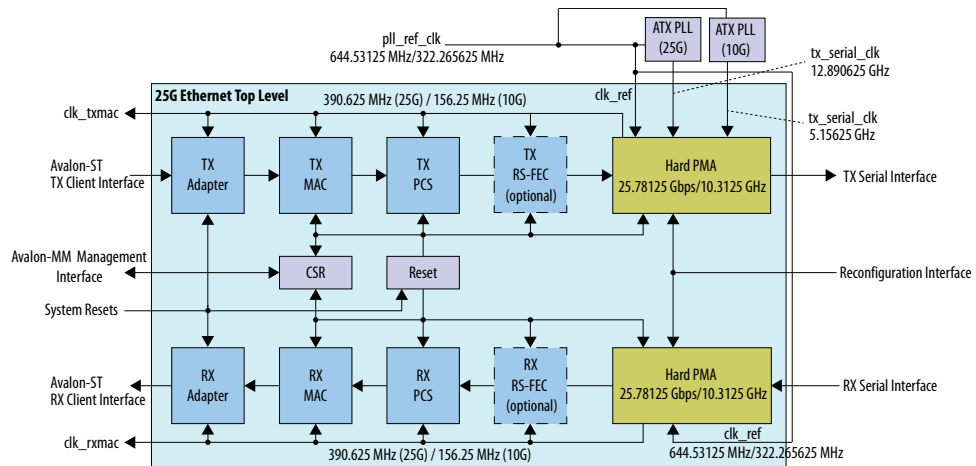 ATX PLL
(25G)
ATX PLL
(10G)
pll_ref_clk
644.53125 MHz/322.265625 MHz
tx_serial_clk
12.890625 GHz
25G Ethernet Top Level
390.625 MHz (25G) / 156.25 MHz (10G)
clk_ref
clk_txmac
tx_serial_clk
5.15625 GHz
Avalon-ST
TX Client Interface
TX
Adapter
TX
MAC
TX
PCS
TX
RS-FEC
(optional)
Hard PMA
25.78125 Gbps/10.3125 GHz
TX Serial Interface
Avalon-MM Management
Interface
CSR
Reset
Reconfiguration Interface
System Resets
Avalon-ST
RX Client Interface
RX
Adapter
RX
MAC
RX
PCS
RX
RS-FEC
(optional)
Hard PMA
25.78125 Gbps/10.3125 GHz
RX Serial Interface
clk_rxmac
390.625 MHz (25G) / 156.25 MHz (10G)
clk_ref
644.53125 MHz/322.265625 MHz